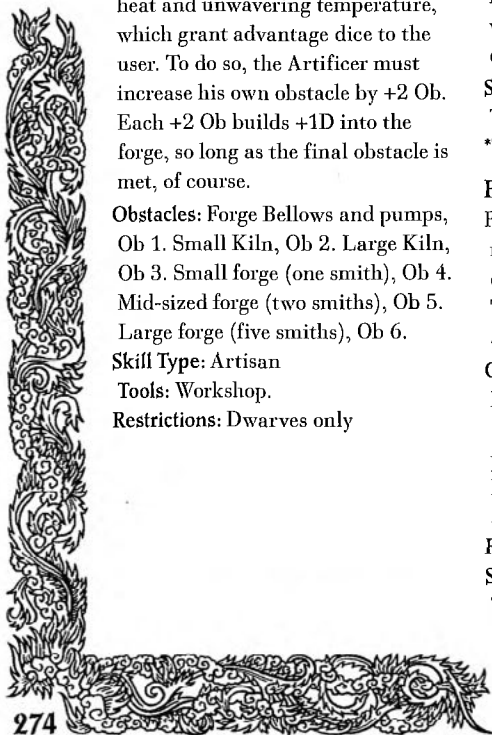 heat and unwavering temperature,
which grant advantage dice to the
user. To do so, the Artificer must
increase his own obstacle by +2 Ob.
Each +2 Ob builds +1D into the
forge, so long as the final obstacle is
met, of course.
Obstacles: Forge Bellows and pumps,
Ob 1. Small Kiln, Ob 2. Large Kiln,
Ob 3. Small forge (one smith), Ob 4.
Mid-sized forge (two smiths), Ob 5.
Large forge (five smiths), Ob 6.
Skill Type: Artisan
Tools: Workshop.
Restrictions: Dwarves only
274